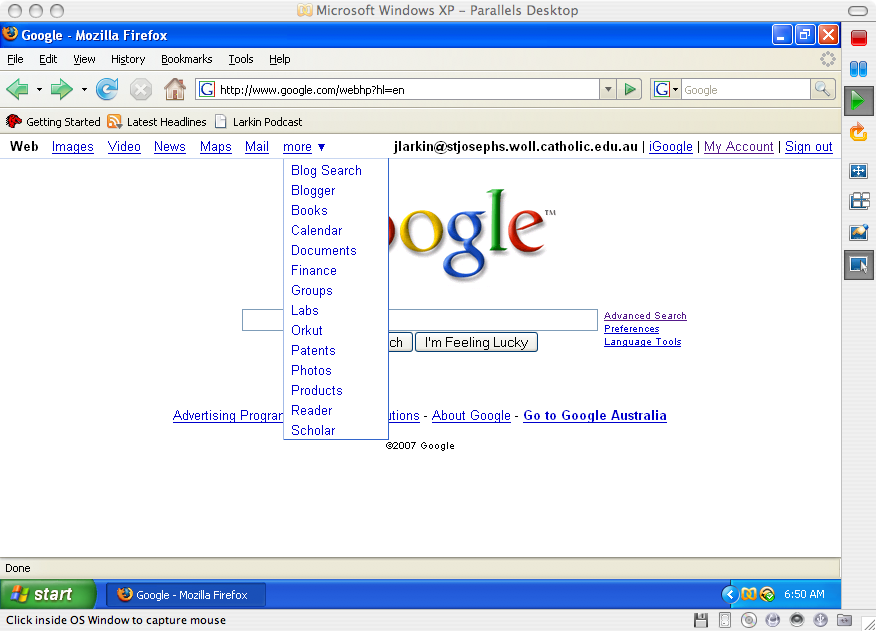 Microsoft Windows XP – Parallels Desktop
Google - Mozilla Firefox
File Edit View History Bookmarks Tools Help
G http://www.google.com/webhp?hl=en G Google
Getting Started Latest Headlines Larkin Podcast
Web Images Video News Maps Mail more ▼ jlarkin@stjosephs.woll.catholic.edu.au | iGoogle | My Account | Sign out
Blog Search
Blogger
Books
Calendar
Documents
Finance
Groups
Labs
Orkut
Patents
Photos
Products
Reader
Scholar
oogle™
Advanced Search
Preferences
Language Tools
ch I'm Feeling Lucky
Advertising Progra utions - About Google - Go to Google Australia
©2007 Google
Done
start Google - Mozilla Firefox 6:50 AM
Click inside OS Window to capture mouse